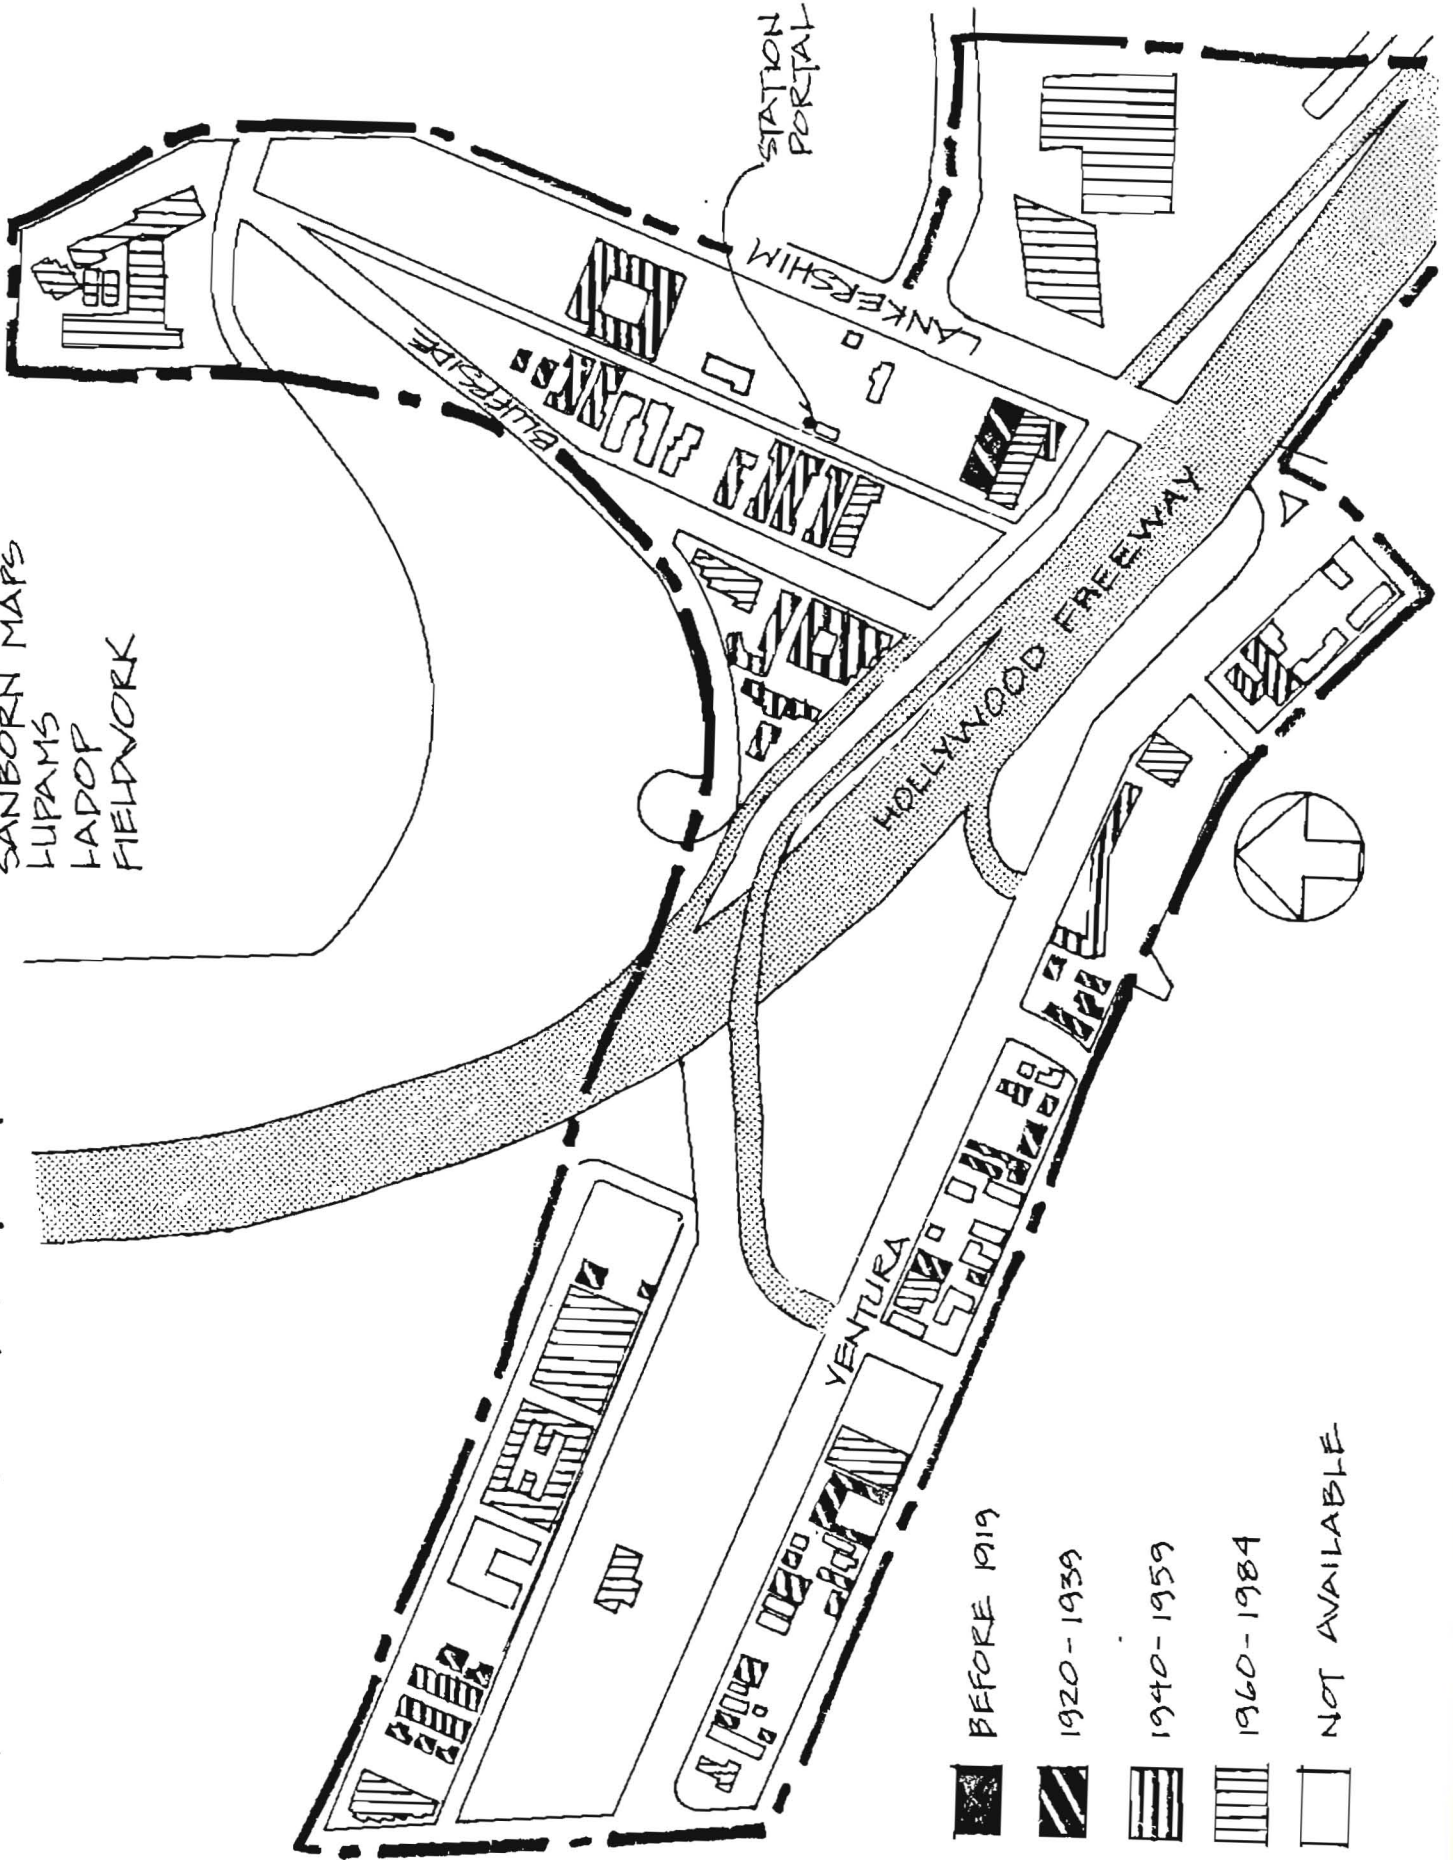 SANBORN MAPS
LUPAMS
LADOP
FIELDWORK
STATION
PORTAL
LANKERSHIM
BLUFFSIDE
HOLLYWOOD FREEWAY
VENTURA
BEFORE 1919
1920-1939
1940-1959
1960-1984
NOT AVAILABLE